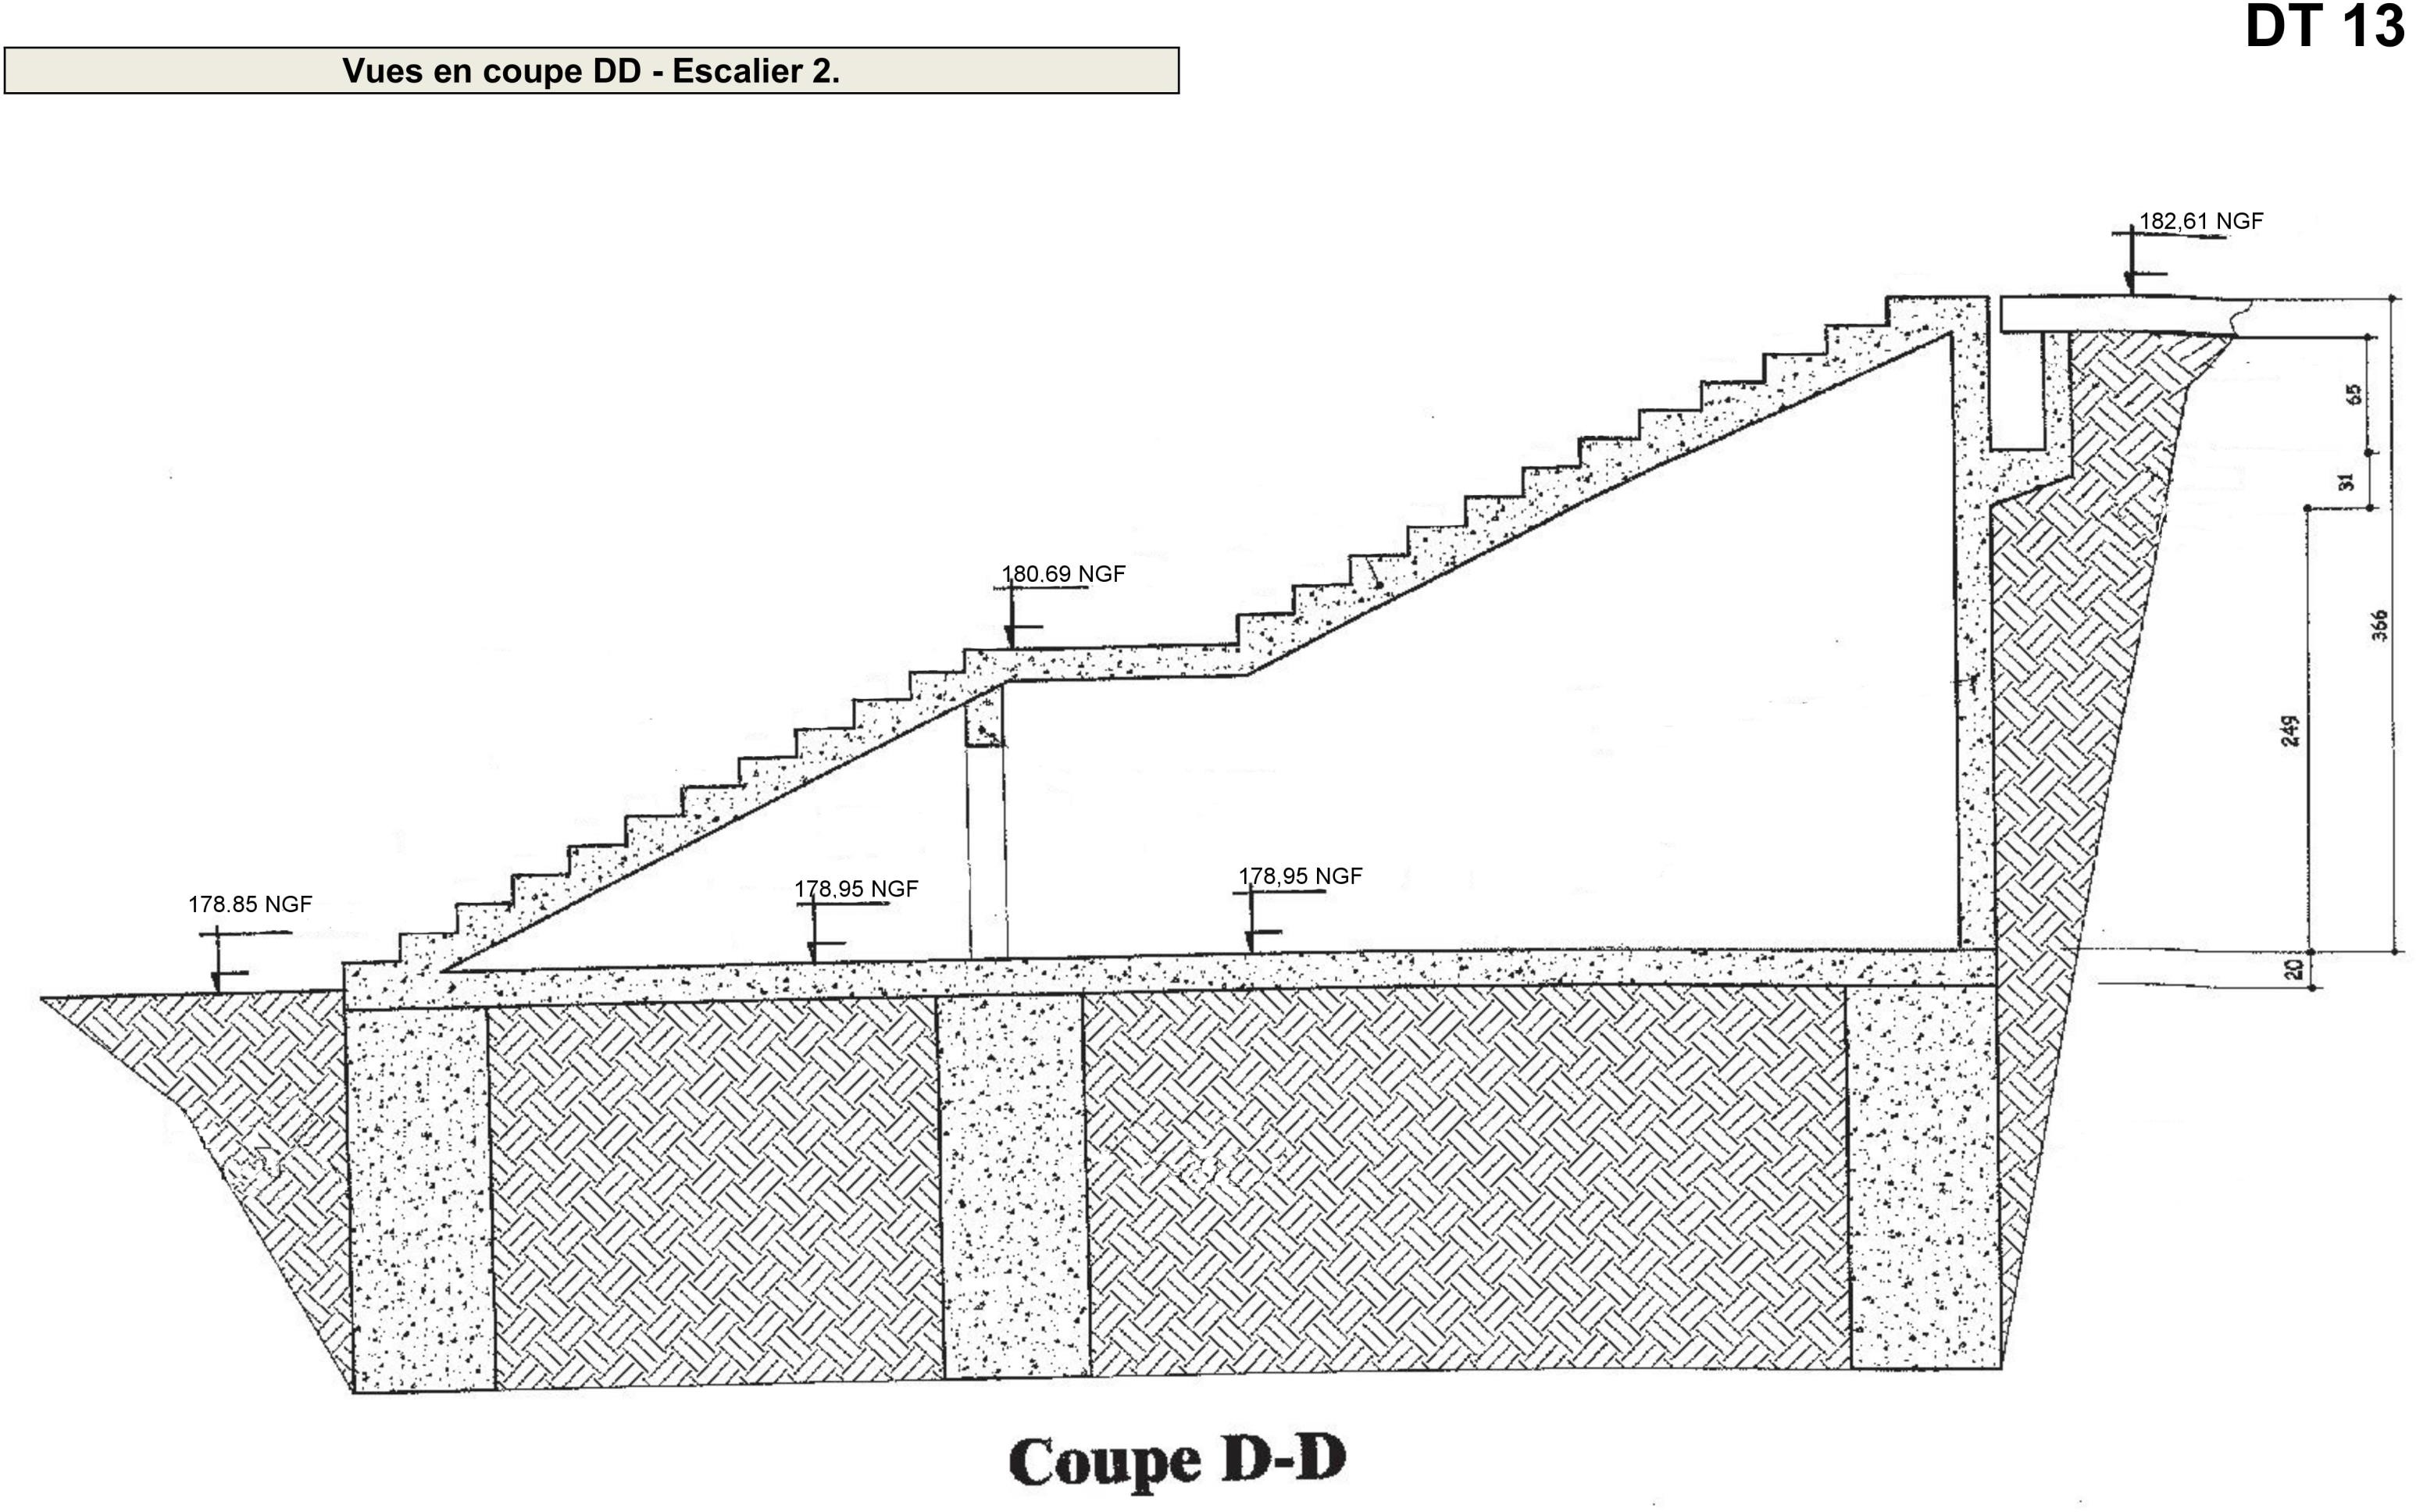 DT 13
Vues en coupe DD - Escalier 2.
182,61 NGF
65
31
180.69 NGF
366
249
178.85 NGF
178,95 NGF
178,95 NGF
20
Coupe D-D